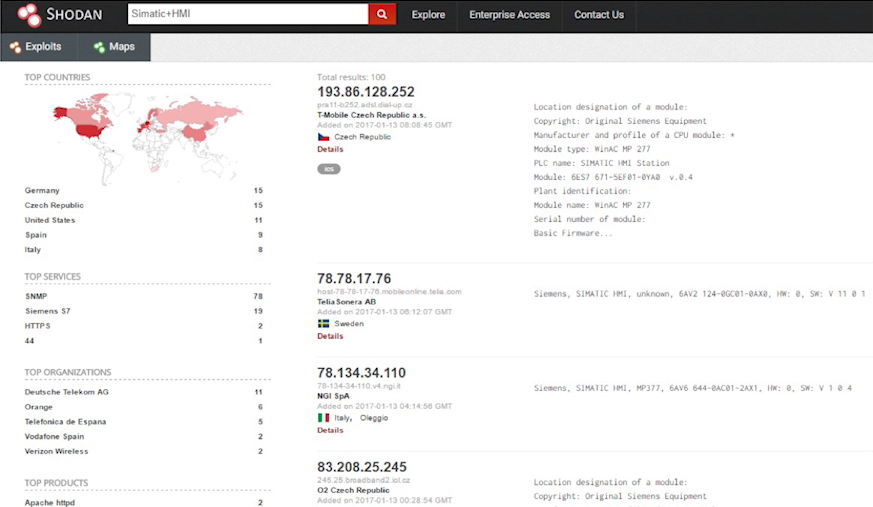 SHODAN
Simatic+HMI
Explore
Enterprise Access
Contact Us
Exploits
Maps
TOP COUNTRIES
Germany 15
Czech Republic 15
United States 11
Spain 9
Italy 8
TOP SERVICES
SNMP 78
Siemens S7 19
HTTPS 2
44 1
TOP ORGANIZATIONS
Deutsche Telekom AG 11
Orange 6
Telefonica de Espana 5
Vodafone Spain 2
Verizon Wireless 2
TOP PRODUCTS
Apache httpd 2
Total results: 100
193.86.128.252
pra11-b252.adsl.dial-up.cz
T-Mobile Czech Republic a.s.
Added on 2017-01-13 08:08:45 GMT
Czech Republic
Details
ics
Location designation of a module:
Copyright: Original Siemens Equipment
Manufacturer and profile of a CPU module: *
Module type: WinAC MP 277
PLC name: SIMATIC HMI Station
Module: 6ES7 671-5EF01-0YA0 v.0.4
Plant identification:
Module name: WinAC MP 277
Serial number of module:
Basic Firmware...
78.78.17.76
host-78-78-17-76.mobileonline.telia.com
TeliaSonera AB
Added on 2017-01-13 06:12:07 GMT
Sweden
Details
Siemens, SIMATIC HMI, unknown, 6AV2 124-0GC01-0AX0, HW: 0, SW: V 11 0 1
78.134.34.110
78-134-34-110.v4.ngi.it
NGI SpA
Added on 2017-01-13 04:14:56 GMT
Italy, Oleggio
Details
Siemens, SIMATIC HMI, MP377, 6AV6 644-0AC01-2AX1, HW: 0, SW: V 1 0 4
83.208.25.245
245.25.broadband2.iol.cz
O2 Czech Republic
Added on 2017-01-13 00:28:54 GMT
Location designation of a module:
Copyright: Original Siemens Equipment